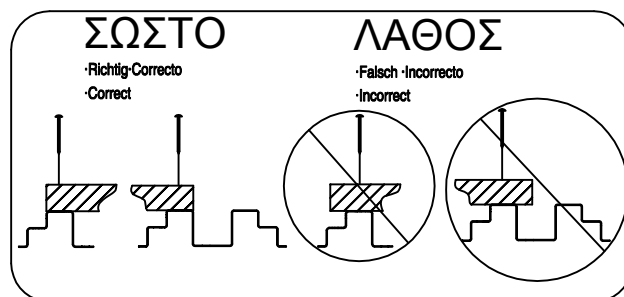 ΣΩΣΤΟ
·Richtig·Correcto
·Correct
ΛΑΘΟΣ
·Falsch ·Incorrecto
·Incorrect